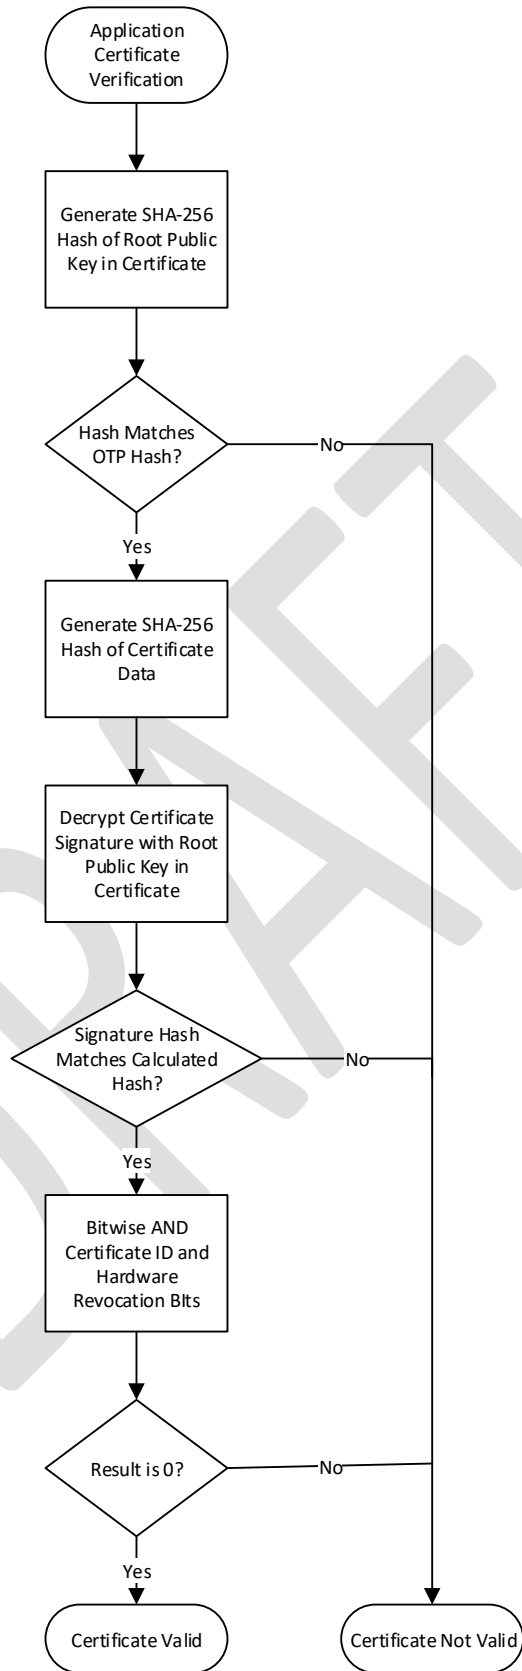 Application
Certificate
Verification
Generate SHA-256
Hash of Root Public
Key in Certificate
Hash Matches
OTP Hash?
No
Yes
Generate SHA-256
Hash of Certificate
Data
Decrypt Certificate
Signature with Root
Public Key in
Certificate
Signature Hash
Matches Calculated
Hash?
No
Yes
Bitwise AND
Certificate ID and
Hardware
Revocation BIts
Result is 0?
No
Yes
Certificate Valid
Certificate Not Valid
DRAFT